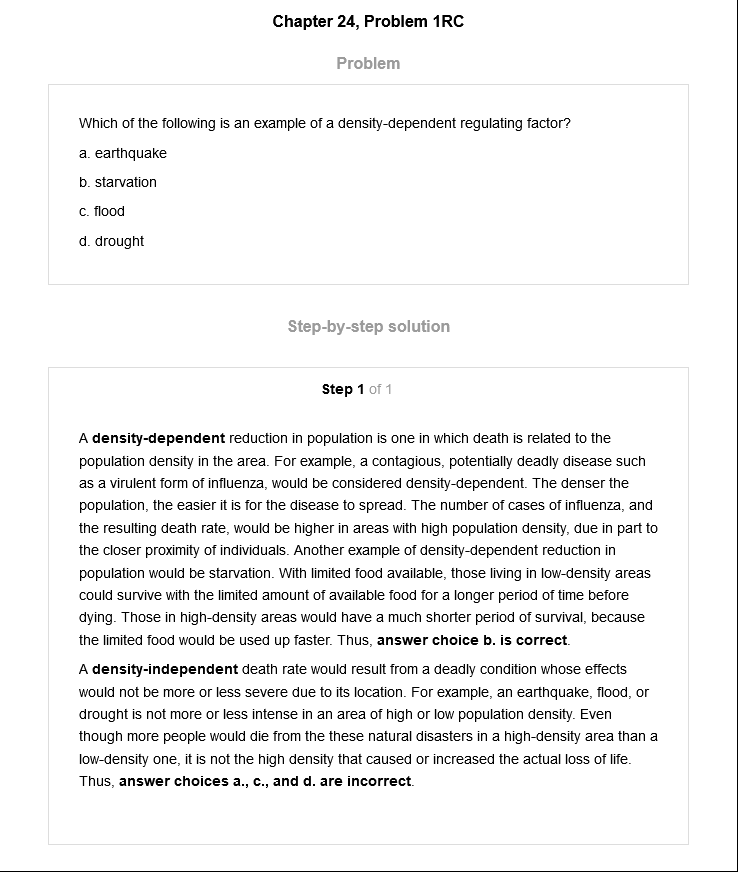 Chapter 24, Problem 1RC
Problem
Which of the following is an example of a density-dependent regulating factor?
a. earthquake
b. starvation
c. flood
d. drought
Step-by-step solution
Step 1 of 1
A density-dependent reduction in population is one in which death is related to the
population density in the area. For example, a contagious, potentially deadly disease such
as a virulent form of influenza, would be considered density-dependent. The denser the
population, the easier it is for the disease to spread. The number of cases of influenza, and
the resulting death rate, would be higher in areas with high population density, due in part to
the closer proximity of individuals. Another example of density-dependent reduction in
population would be starvation. With limited food available, those living in low-density areas
could survive with the limited amount of available food for a longer period of time before
dying. Those in high-density areas would have a much shorter period of survival, because
the limited food would be used up faster. Thus, answer choice b. is correct.
A density-independent death rate would result from a deadly condition whose effects
would not be more or less severe due to its location. For example, an earthquake, flood, or
drought is not more or less intense in an area of high or low population density. Even
though more people would die from the these natural disasters in a high-density area than a
low-density one, it is not the high density that caused or increased the actual loss of life.
Thus, answer choices a., c., and d. are incorrect.